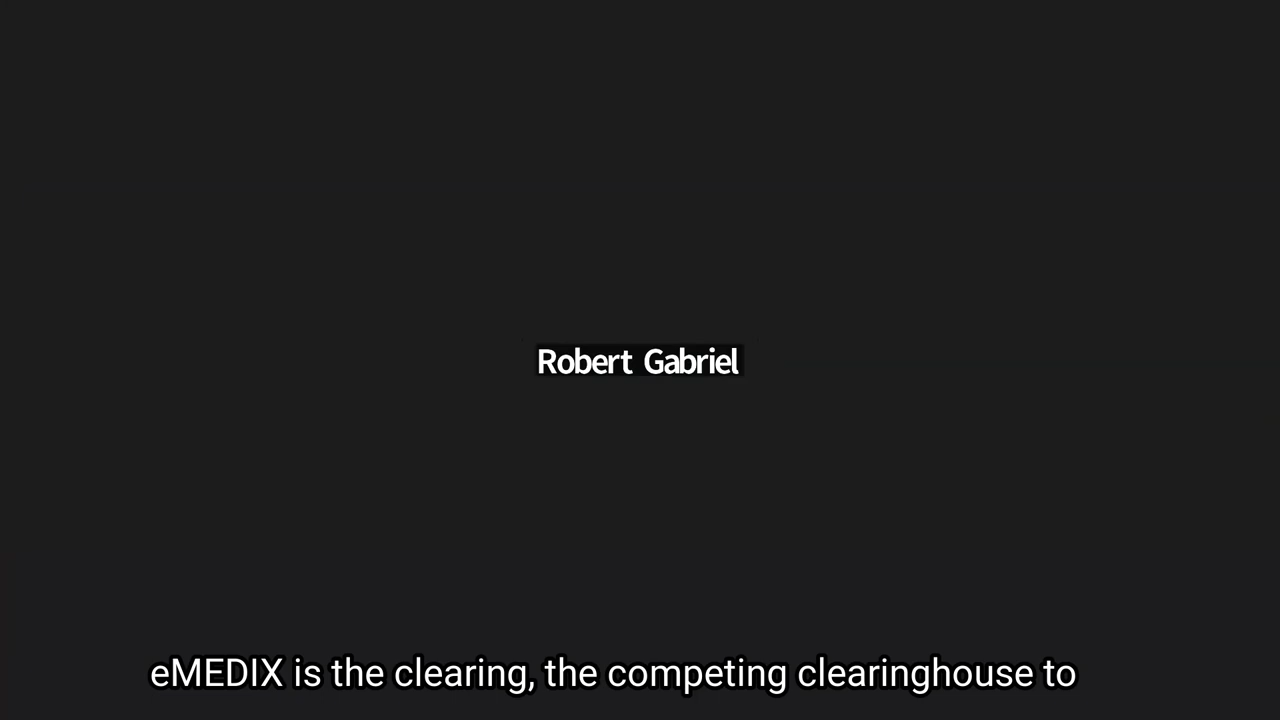 Robert Gabriel
eMEDIX is the clearing, the competing clearinghouse to